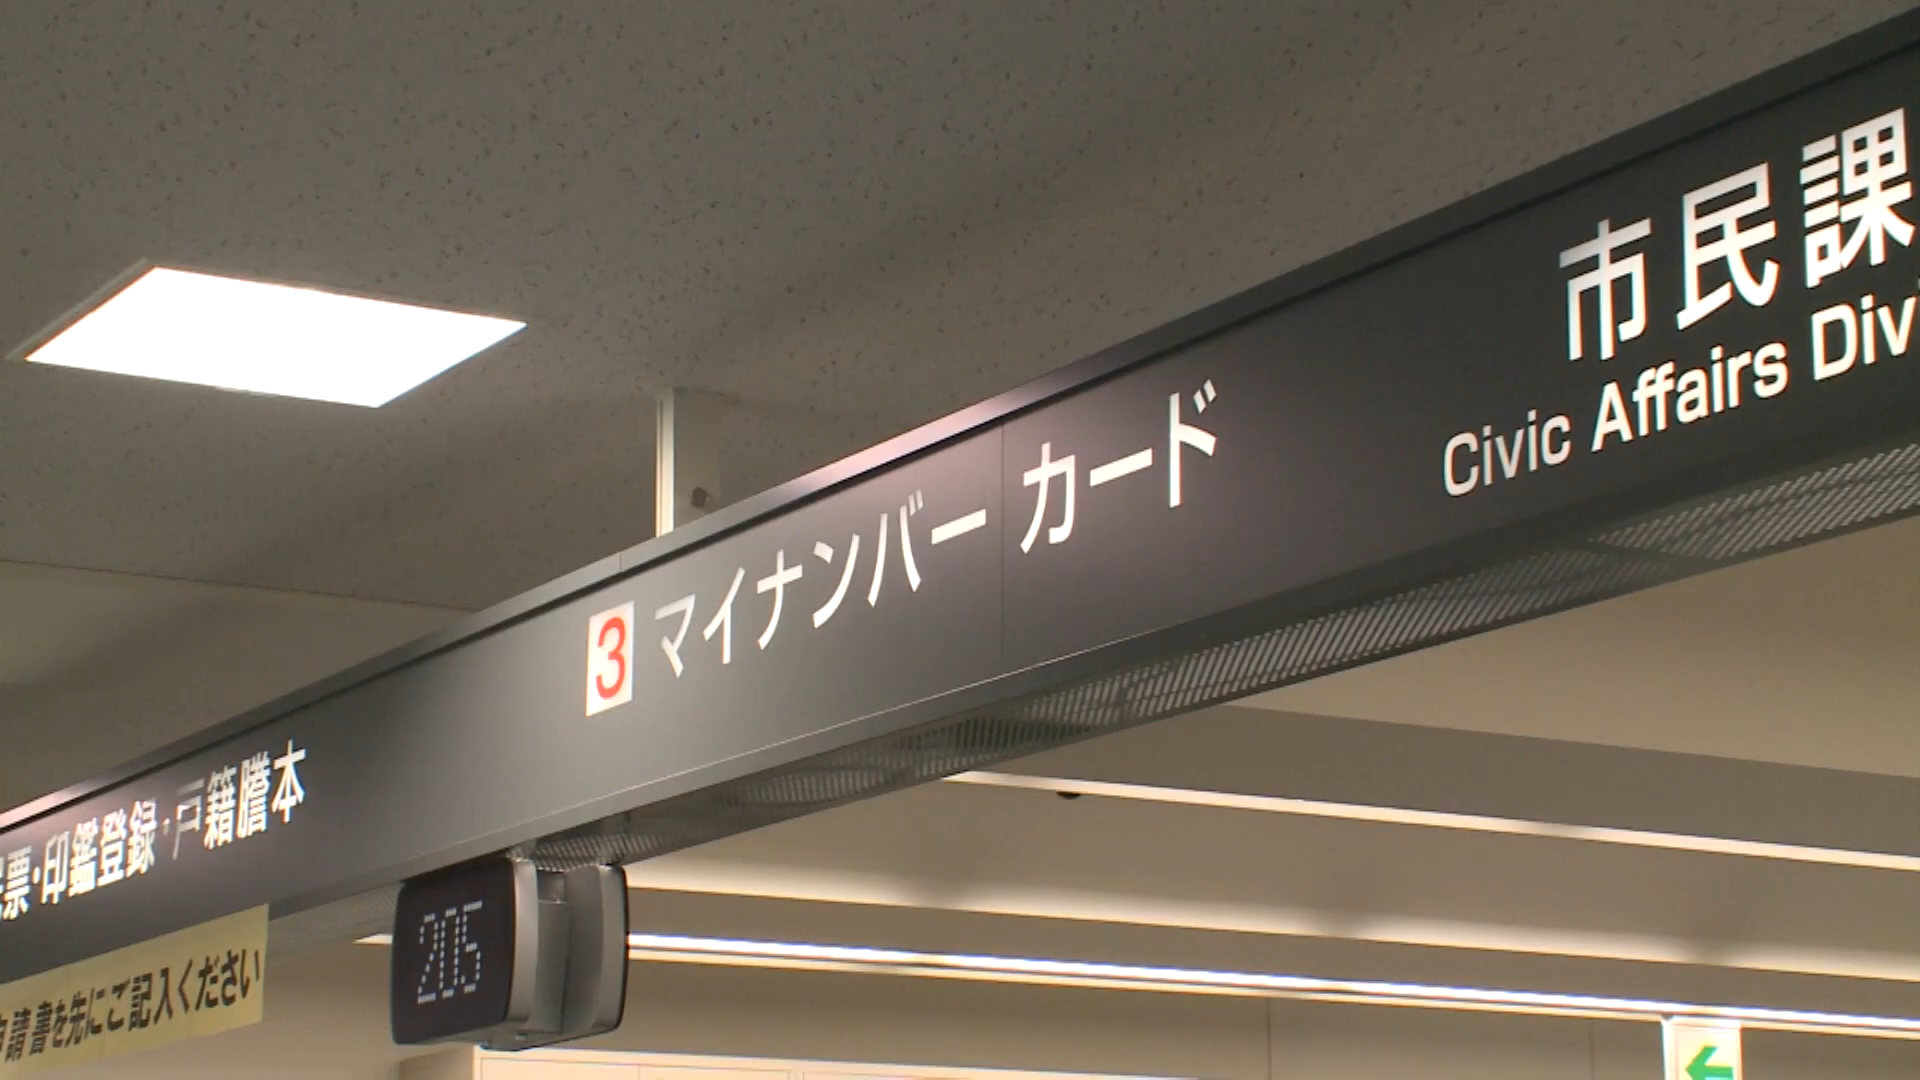 票・印鑑登録・戸籍謄本
3 マイナンバー カード
市民課
Civic Affairs Div
請書を先にご記入ください
205